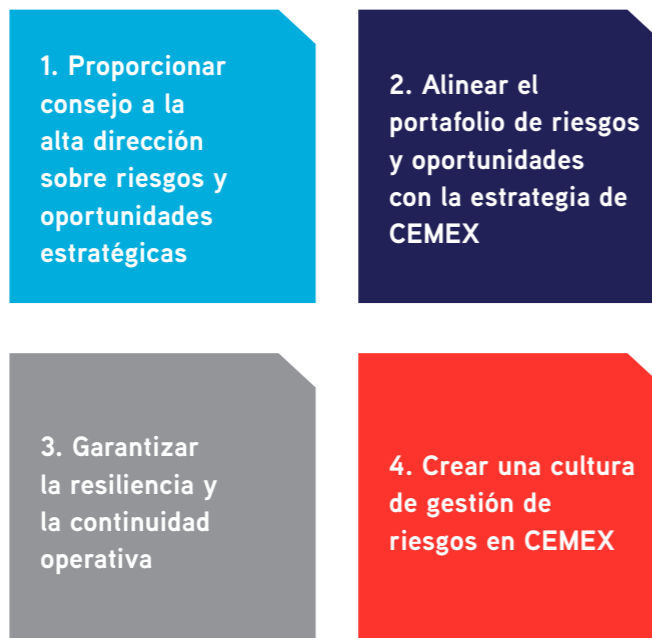 1. Proporcionar
consejo a la
alta dirección
sobre riesgos y
oportunidades
estratégicas
2. Alinear el
portafolio de riesgos
y oportunidades
con la estrategia de
CEMEX
3. Garantizar
la resiliencia y
la continuidad
operativa
4. Crear una cultura
de gestión de
riesgos en CEMEX